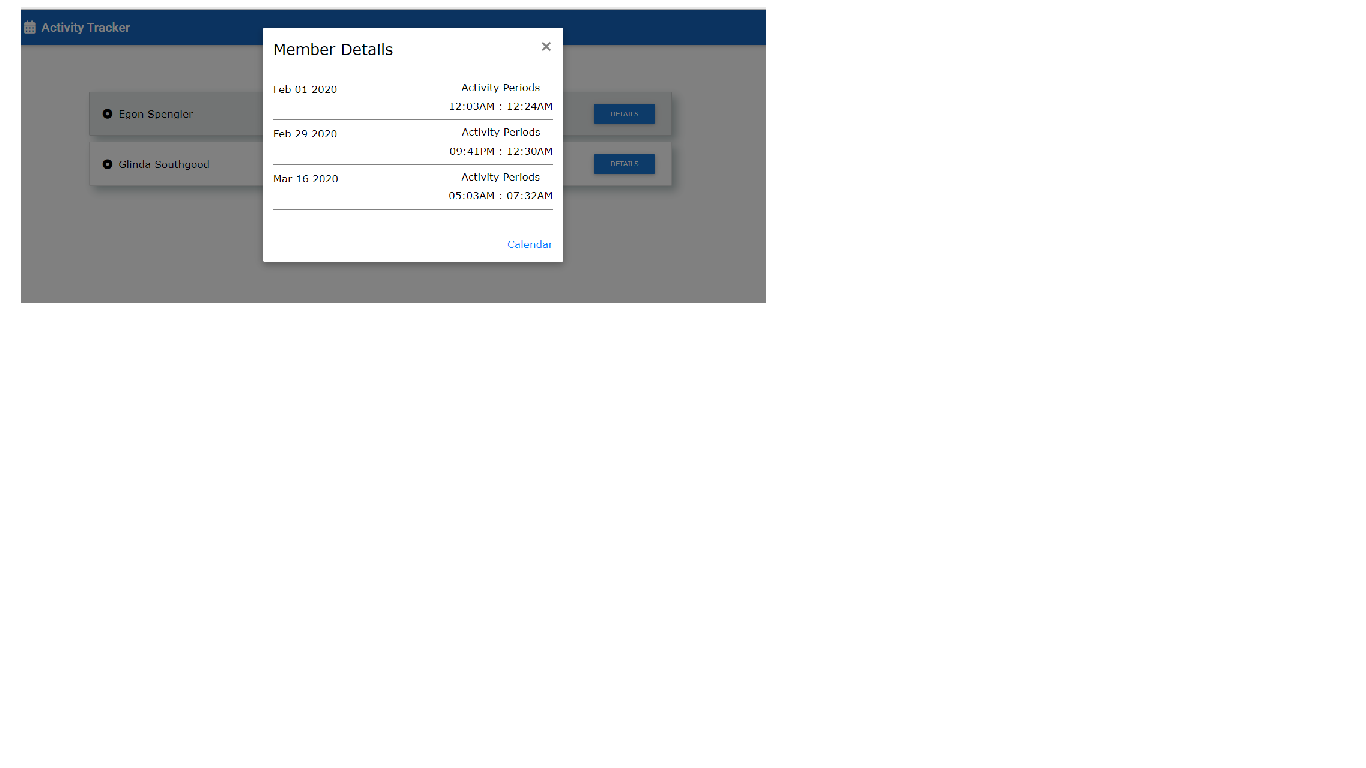 Activity Tracker
Member Details
×
Feb 01 2020
Activity Periods
12:03AM : 12:24AM
Egon Spengler
DETAILS
Feb 29 2020
Activity Periods
09:41PM : 12:30AM
Glinda Southgood
DETAILS
Mar 16 2020
Activity Periods
05:03AM : 07:32AM
Calendar